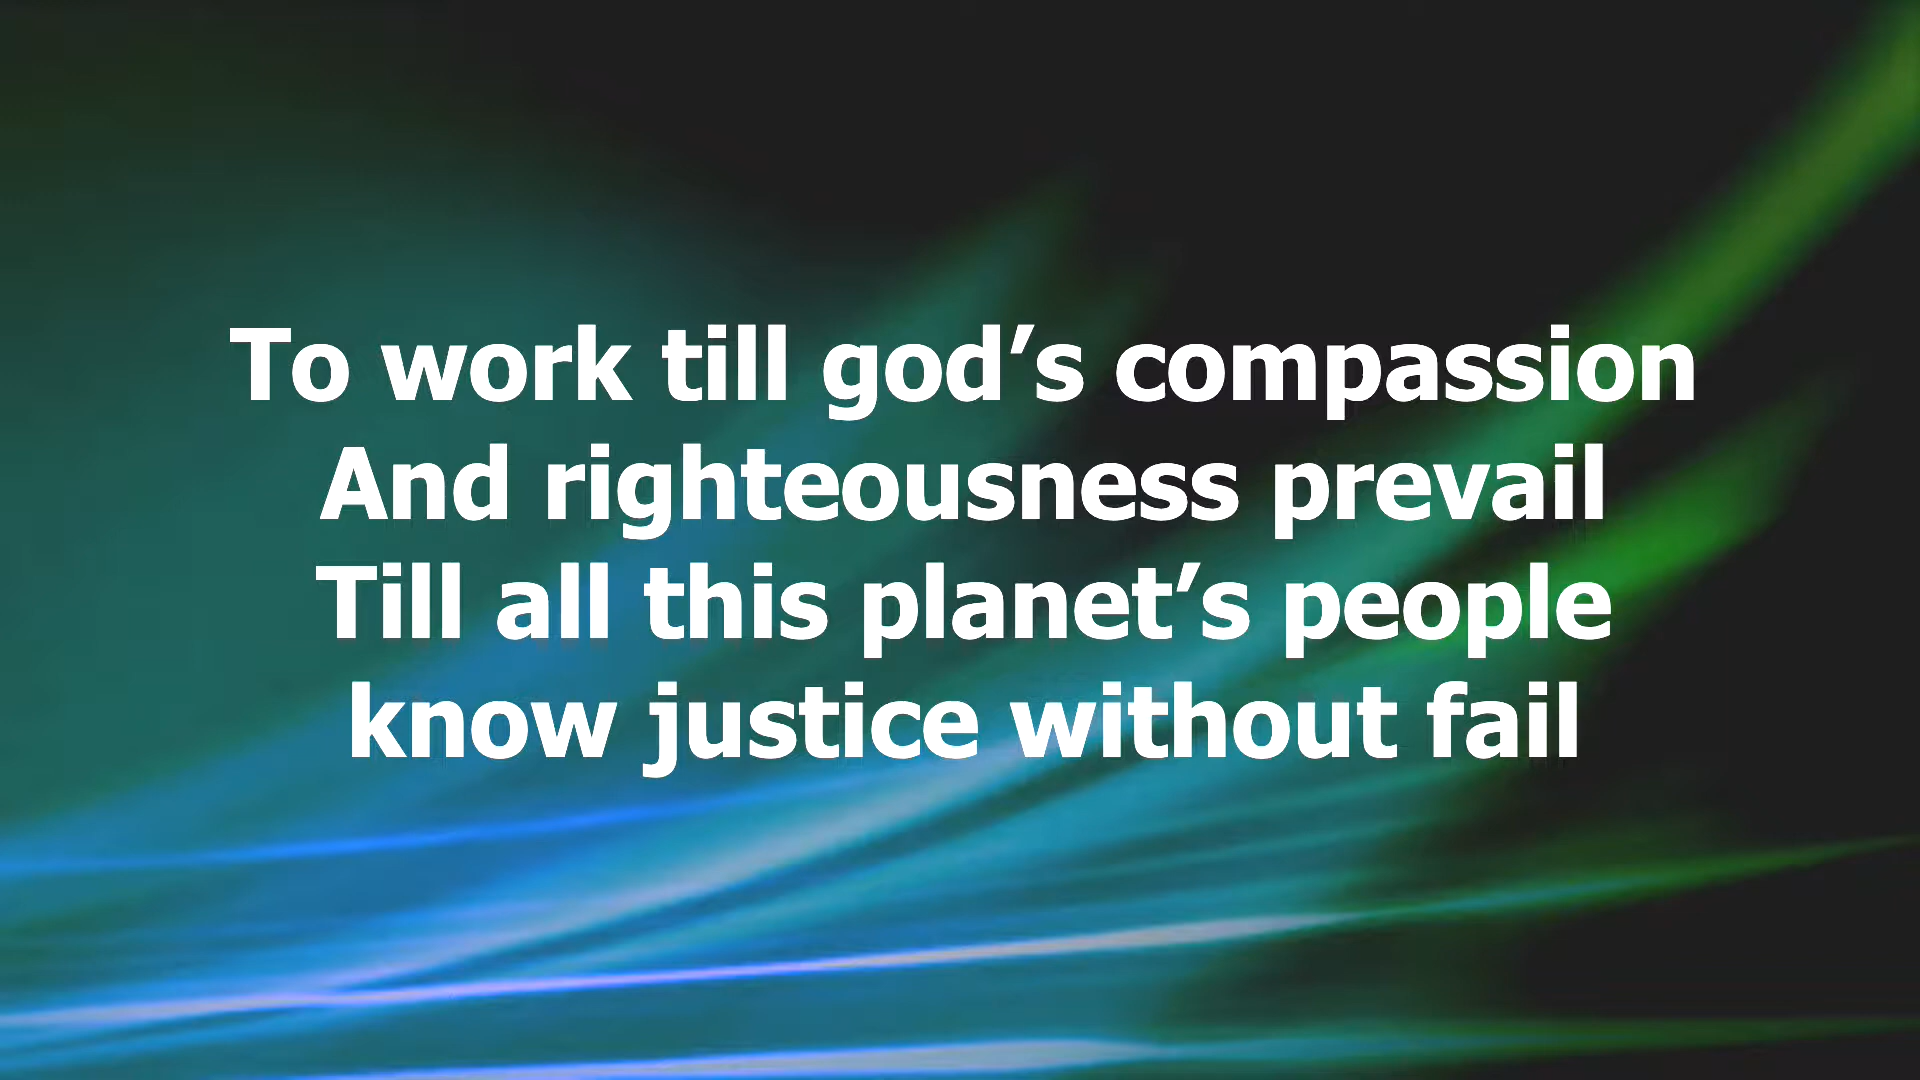 To work till god’s compassion
And righteousness prevail
Till all this planet’s people
know justice without fail